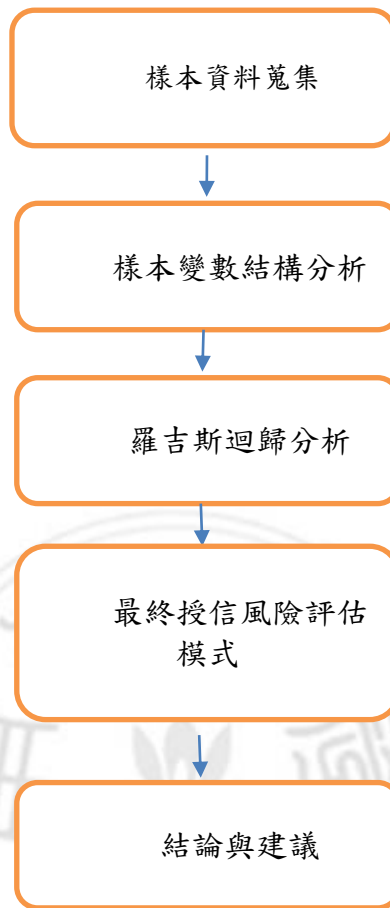 樣本資料蒐集
樣本變數結構分析
羅吉斯迴歸分析
最終授信風險評估
模式
結論與建議